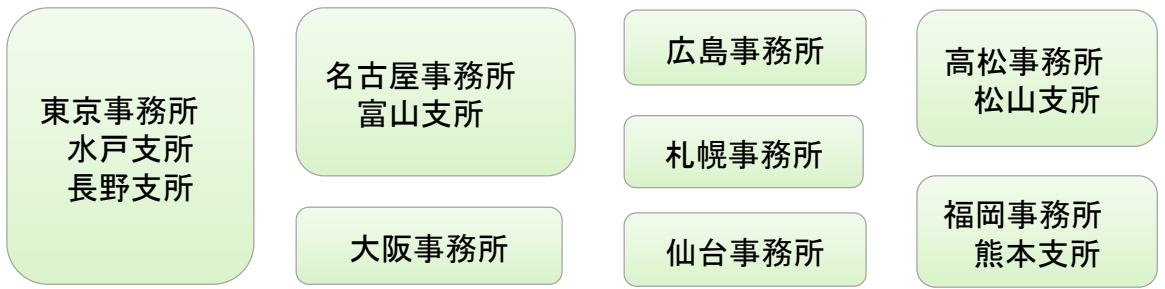 東京事務所
水戸支所
長野支所
名古屋事務所
富山支所
大阪事務所
広島事務所
札幌事務所
仙台事務所
高松事務所
松山支所
福岡事務所
熊本支所